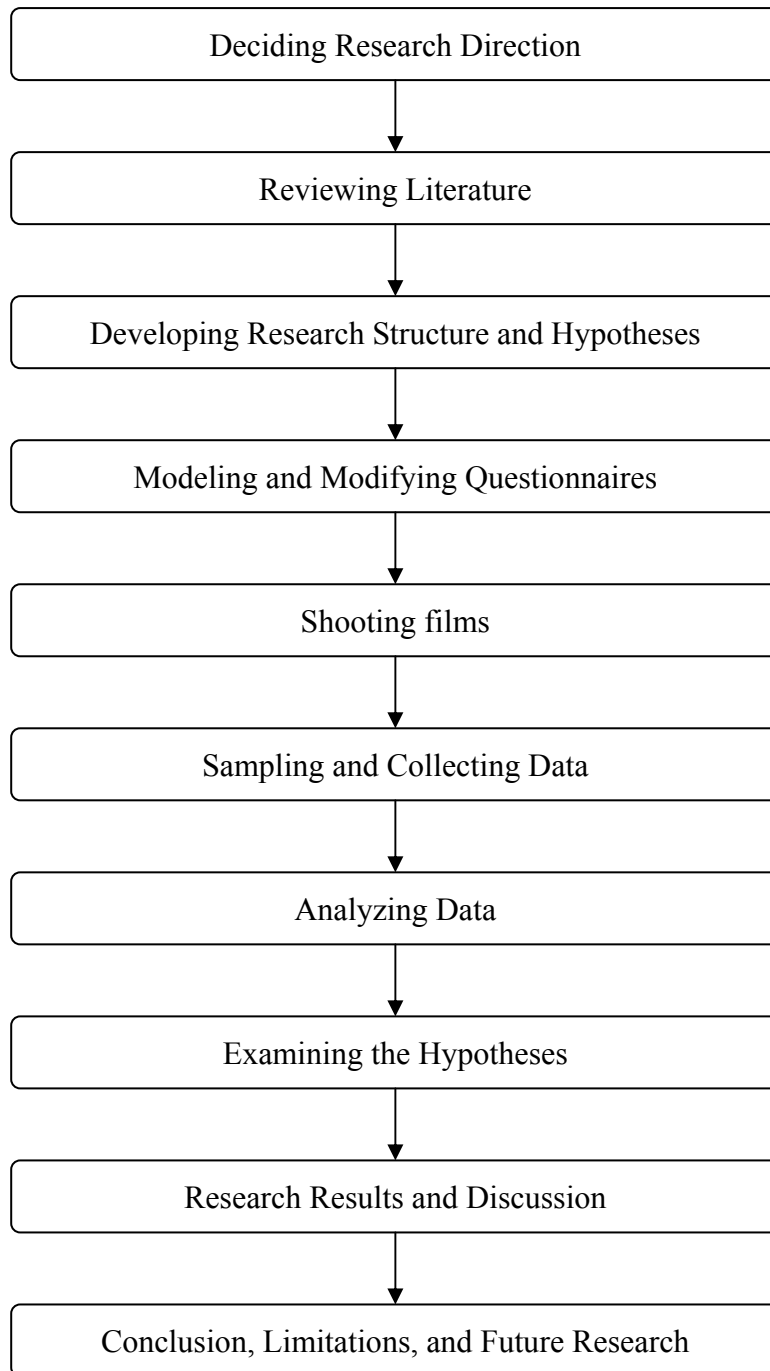 Deciding Research Direction
Reviewing Literature
Developing Research Structure and Hypotheses
Modeling and Modifying Questionnaires
Shooting films
Sampling and Collecting Data
Analyzing Data
Examining the Hypotheses
Research Results and Discussion
Conclusion, Limitations, and Future Research